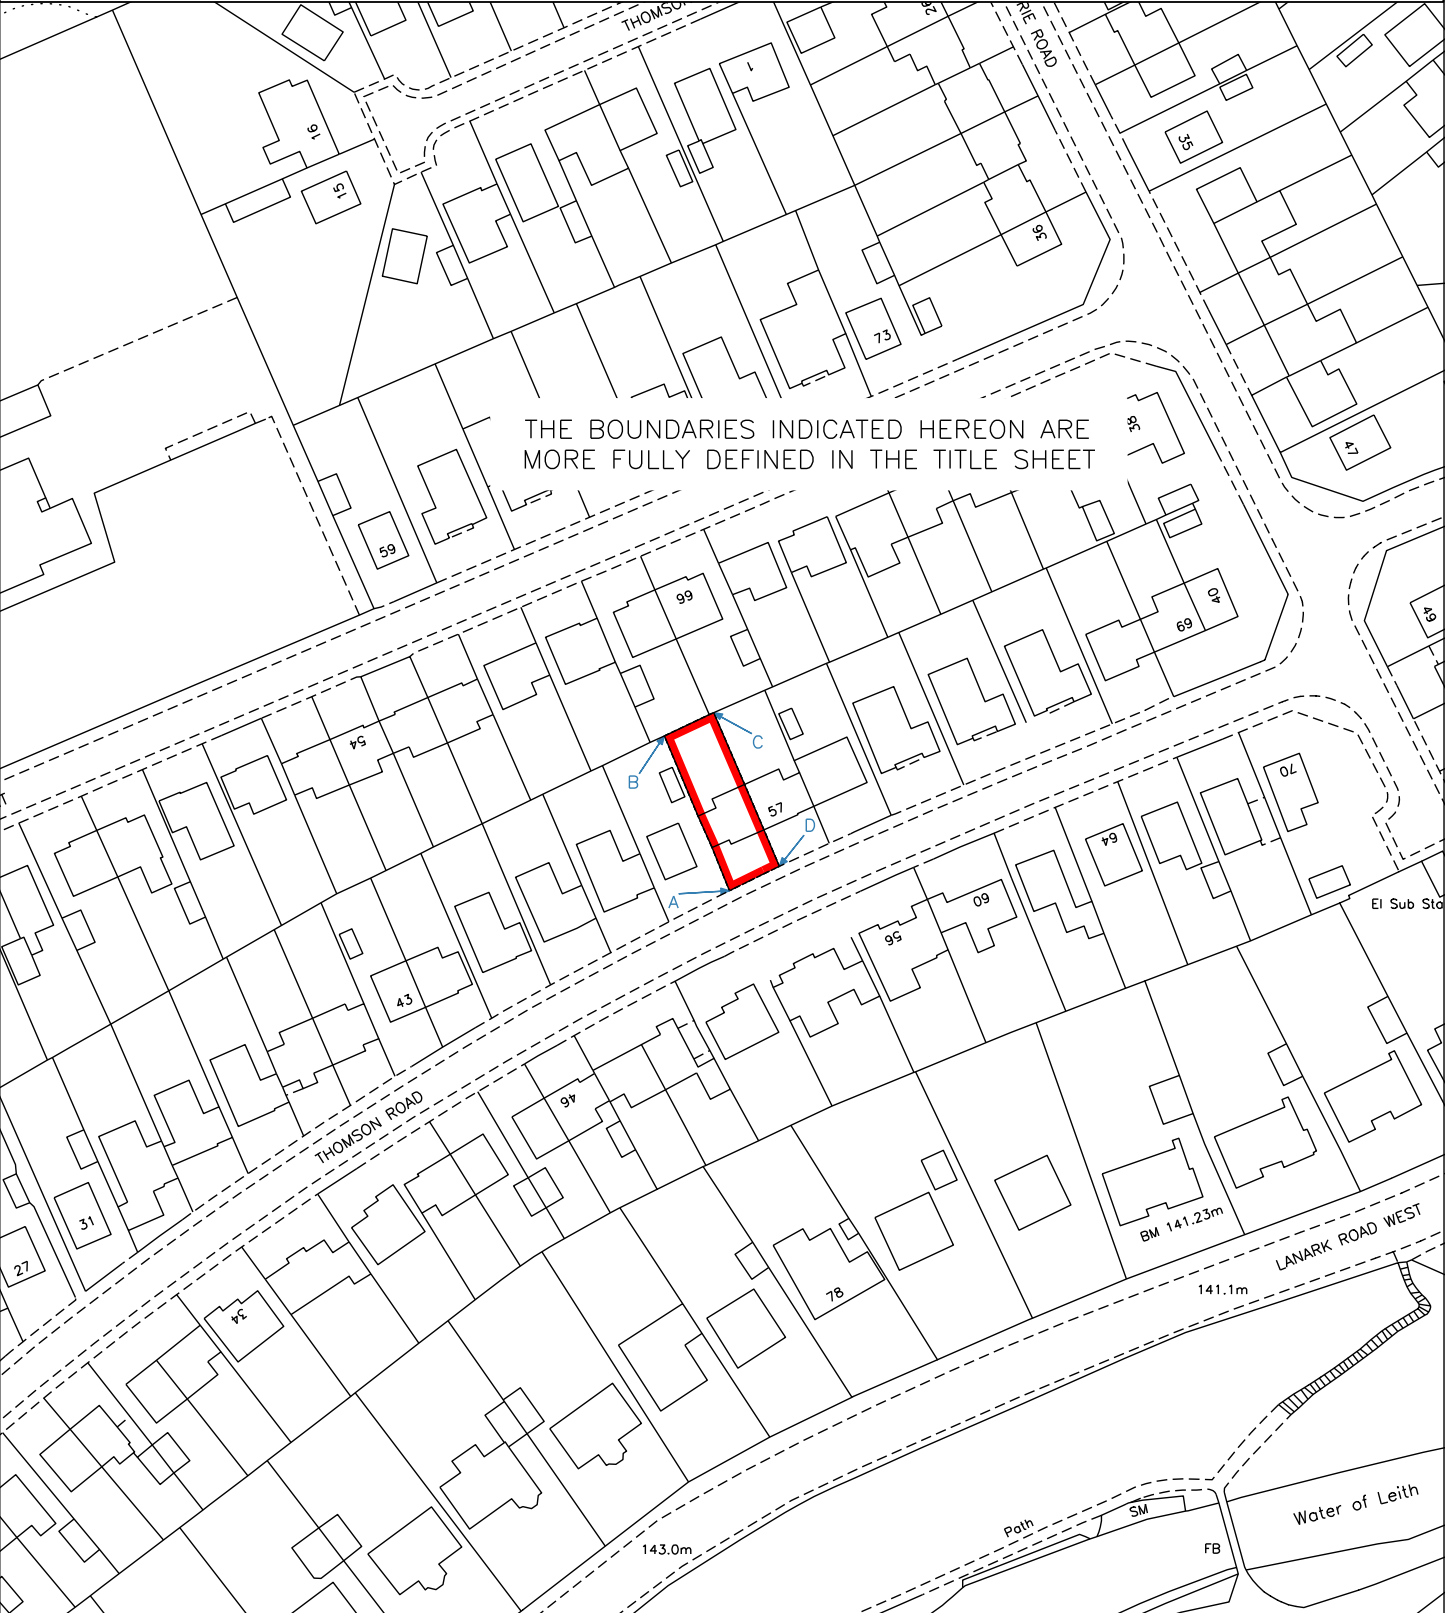 THOMSO
RIE ROAD
26
1
16
15
35
36
73
THE BOUNDARIES INDICATED HEREON ARE
MORE FULLY DEFINED IN THE TITLE SHEET
38
47
59
99
40
69
49
54
T
C
B
57
D
70
64
A
El Sub Sta
60
56
43
46
THOMSON ROAD
31
27
BM 141.23m
LANARK ROAD WEST
141.1m
78
34
Water of Leith
SM
Path
FB
143.0m